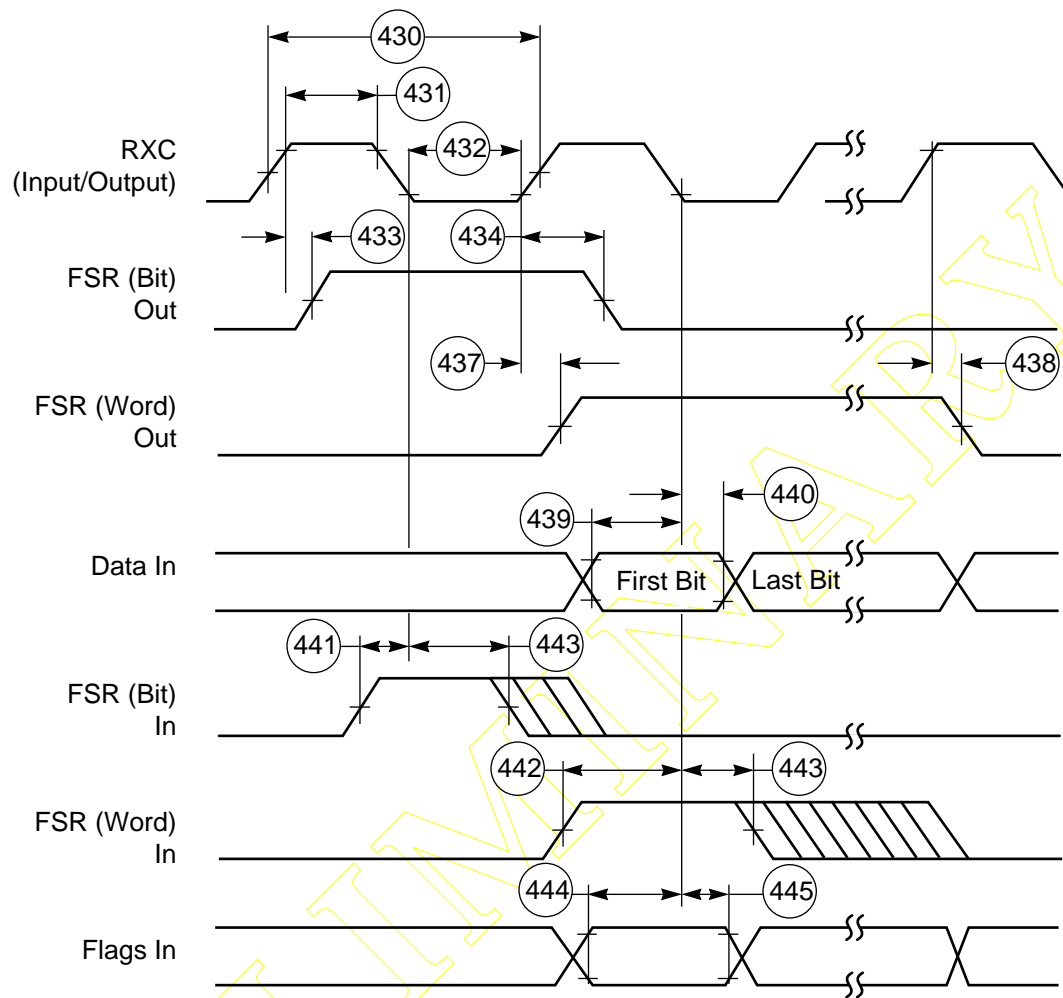 430
431
RXC
(Input/Output)
432
433
434
FSR (Bit)
Out
437
438
FSR (Word)
Out
439
440
Data In
First Bit
Last Bit
441
443
FSR (Bit)
In
442
443
FSR (Word)
In
444
445
Flags In
I M I N A R Y